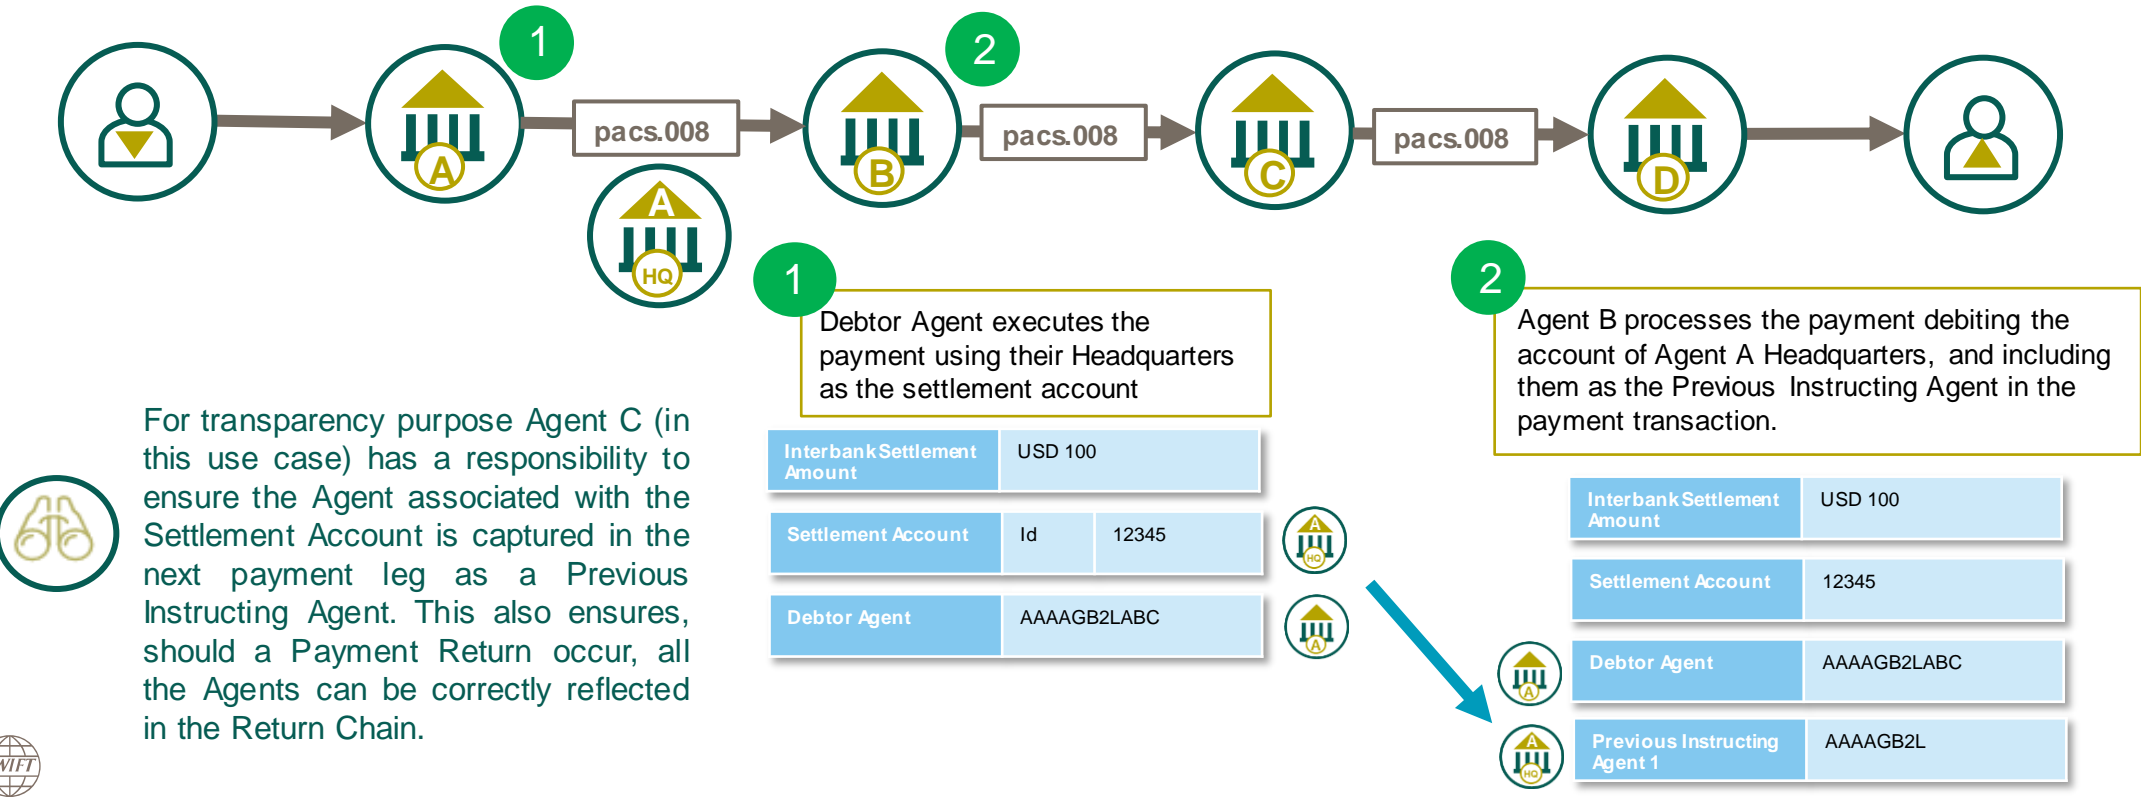 1
2
pacs.008
pacs.008
pacs.008
A
B
C
D
A
HQ
1
Debtor Agent executes the
payment using their Headquarters
as the settlement account
2
Agent B processes the payment debiting the
account of Agent A Headquarters, and including
them as the Previous Instructing Agent in the
payment transaction.
For transparency purpose Agent C (in
this use case) has a responsibility to
ensure the Agent associated with the
Settlement Account is captured in the
next payment leg as a Previous
Instructing Agent. This also ensures,
should a Payment Return occur, all
the Agents can be correctly reflected
in the Return Chain.
Interbank Settlement
Amount
USD 100
Settlement Account
Id
12345
A
HQ
Debtor Agent
AAAAGB2LABC
A
Interbank Settlement
Amount
USD 100
Settlement Account
12345
A
Debtor Agent
AAAAGB2LABC
A
HQ
Previous Instructing
Agent 1
AAAAGB2L
WIFT